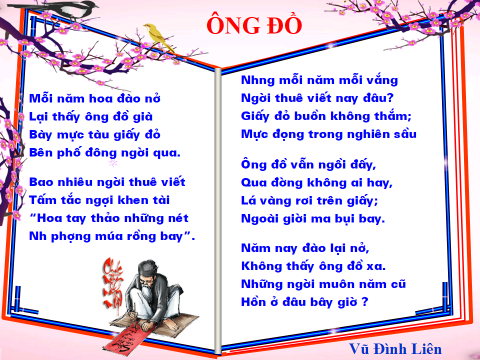 ÔNG ĐỒ
Mỗi năm hoa đào nở
Lại thấy ông đồ già
Bày mực tàu giấy đỏ
Bên phố đông ngời qua.
Bao nhiêu ngời thuê viết
Tấm tắc ngợi khen tài
“Hoa tay thảo những nét
Nh phợng múa rồng bay”.
Nhng mỗi năm mỗi vắng
Ngời thuê viết nay đâu?
Giấy đỏ buồn không thắm;
Mực đọng trong nghiên sầu
Ông đồ vẫn ngồi đấy,
Qua đờng không ai hay,
Lá vàng rơi trên giấy;
Ngoài giời ma bụi bay.
Năm nay đào lại nở,
Không thấy ông đồ xa.
Những ngời muôn năm cũ
Hồn ở đâu bây giờ ?
Vũ Đình Liên